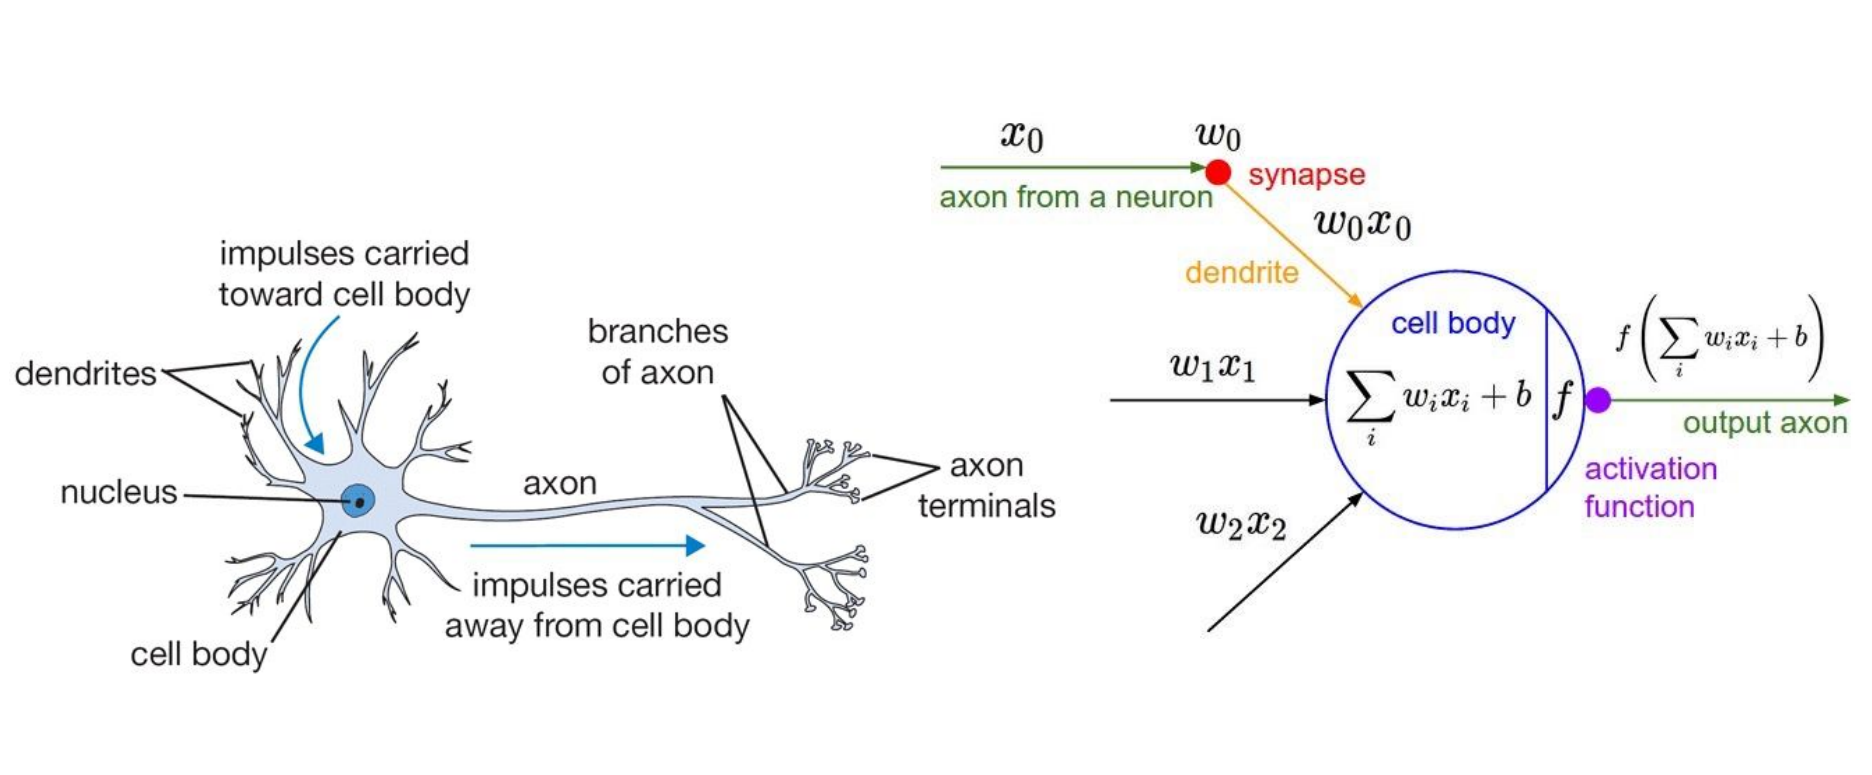 impulses carried
toward cell body
dendrites
nucleus
cell body
axon
impulses carried
away from cell body
branches
of axon
axon
terminals
x₀
w₀
axon from a neuron
synapse
w₀x₀
dendrite
w₁x₁
w₂x₂
cell body
∑ᵢ wᵢxᵢ + b
f
f(∑ᵢ wᵢxᵢ + b)
output axon
activation
function